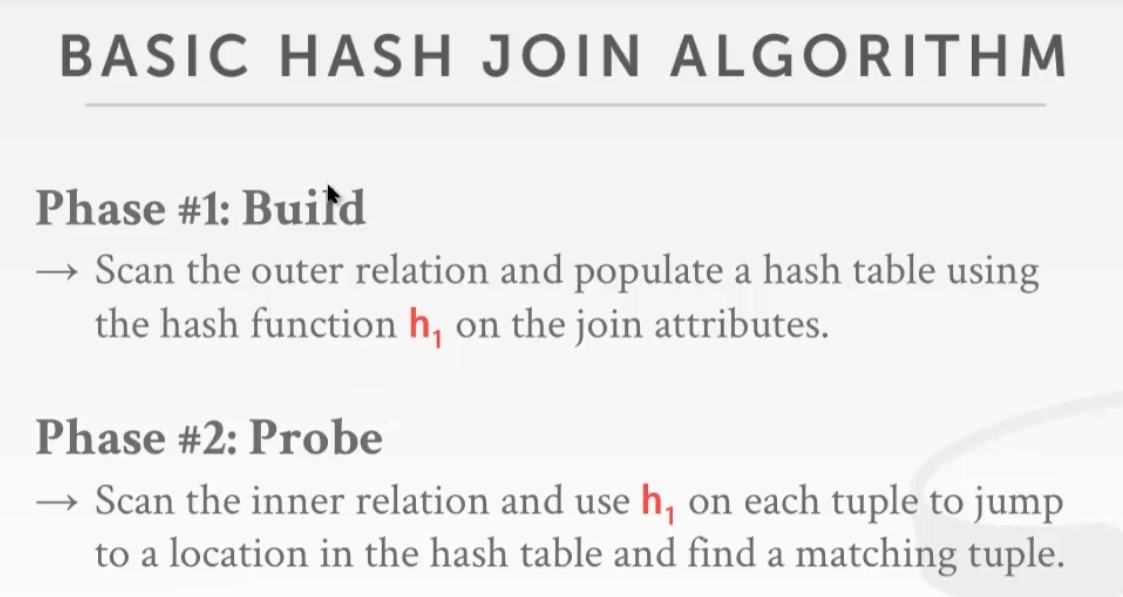 BASIC HASH JOIN ALGORITHM
Phase #1: Build
→ Scan the outer relation and populate a hash table using
the hash function h₁ on the join attributes.
Phase #2: Probe
→ Scan the inner relation and use h₁ on each tuple to jump
to a location in the hash table and find a matching tuple.